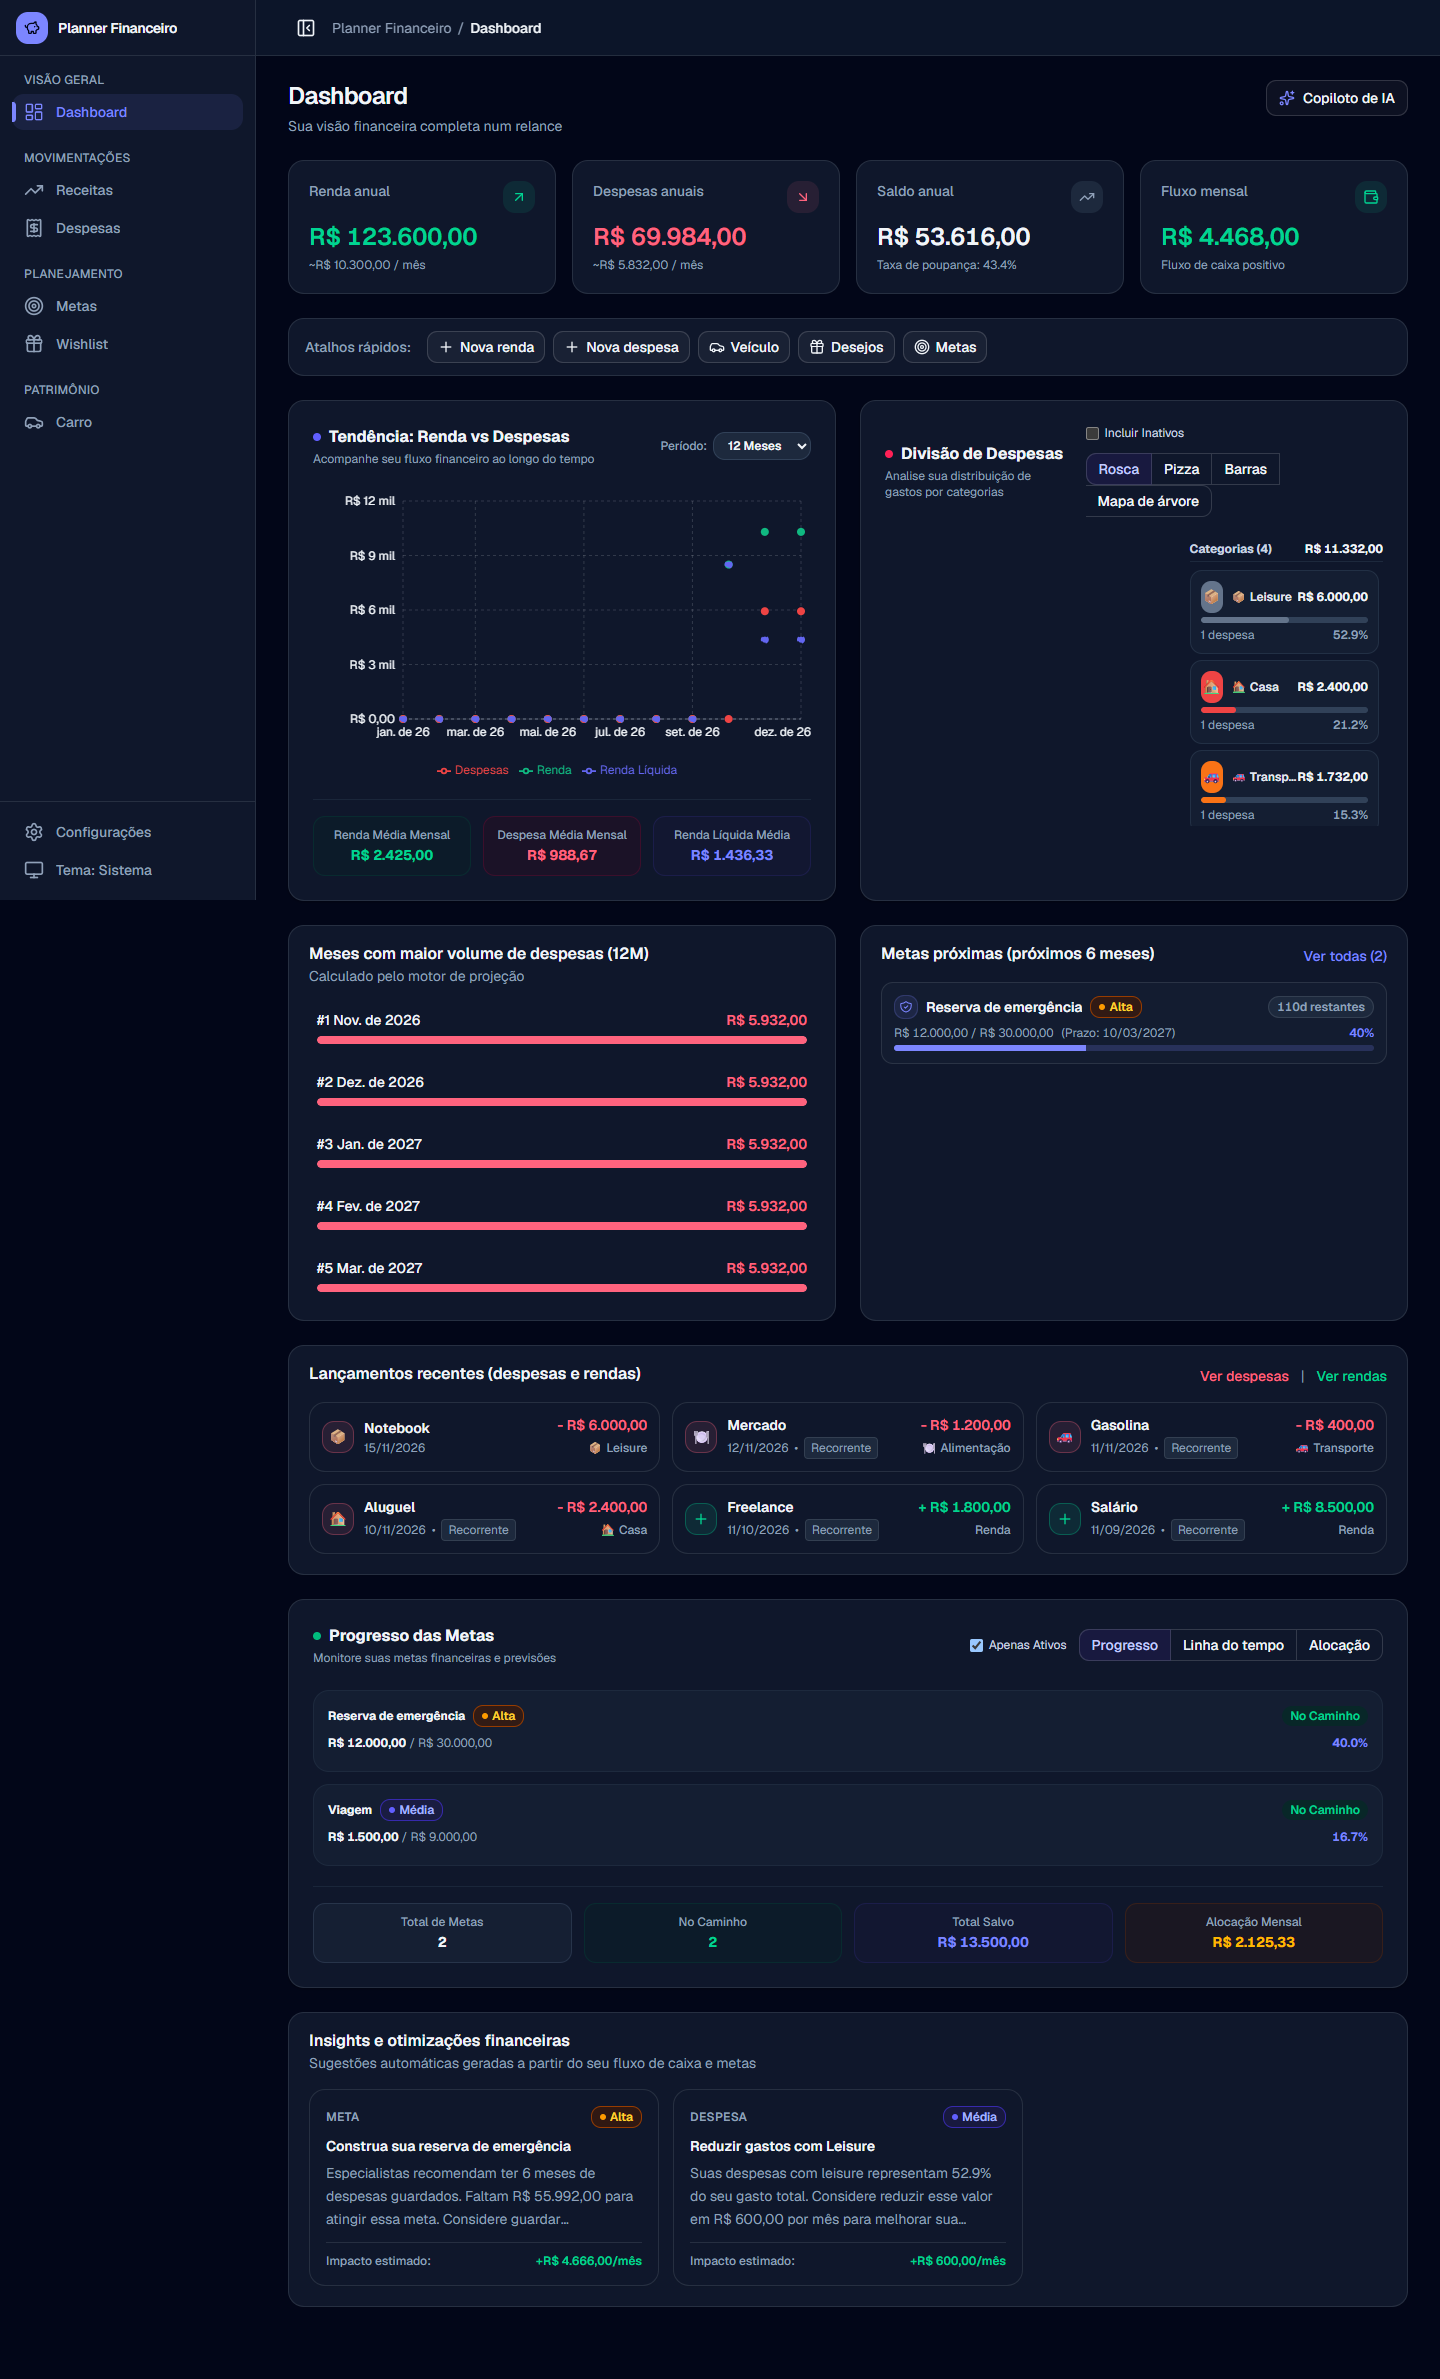 Planner Financeiro
VISÃO GERAL
Dashboard
MOVIMENTAÇÕES
Receitas
Despesas
PLANEJAMENTO
Metas
Wishlist
PATRIMÔNIO
Carro
Configurações
Tema: Sistema
Planner Financeiro / Dashboard
Dashboard
Sua visão financeira completa num relance
Copiloto de IA
Renda anual
R$ 123.600,00
~R$ 10.300,00 / mês
Despesas anuais
R$ 69.984,00
~R$ 5.832,00 / mês
Saldo anual
R$ 53.616,00
Taxa de poupança: 43.4%
Fluxo mensal
R$ 4.468,00
Fluxo de caixa positivo
Atalhos rápidos: Nova renda Nova despesa Veículo Desejos Metas
Tendência: Renda vs Despesas
Acompanhe seu fluxo financeiro ao longo do tempo
Período: 12 Meses
R$ 12 mil
R$ 9 mil
R$ 6 mil
R$ 3 mil
R$ 0,00
jan. de 26 mar. de 26 mai. de 26 jul. de 26 set. de 26 dez. de 26
Despesas Renda Renda Líquida
Renda Média Mensal
R$ 2.425,00
Despesa Média Mensal
R$ 988,67
Renda Líquida Média
R$ 1.436,33
Divisão de Despesas
Analise sua distribuição de
gastos por categorias
Incluir Inativos
Rosca Pizza Barras
Mapa de árvore
Categorias (4) R$ 11.332,00
Leisure R$ 6.000,00
1 despesa 52.9%
Casa R$ 2.400,00
1 despesa 21.2%
Transp... R$ 1.732,00
1 despesa 15.3%
Meses com maior volume de despesas (12M)
Calculado pelo motor de projeção
#1 Nov. de 2026 R$ 5.932,00
#2 Dez. de 2026 R$ 5.932,00
#3 Jan. de 2027 R$ 5.932,00
#4 Fev. de 2027 R$ 5.932,00
#5 Mar. de 2027 R$ 5.932,00
Metas próximas (próximos 6 meses)
Ver todas (2)
Reserva de emergência Alta 110d restantes
R$ 12.000,00 / R$ 30.000,00 (Prazo: 10/03/2027) 40%
Lançamentos recentes (despesas e rendas)
Ver despesas | Ver rendas
Notebook - R$ 6.000,00
15/11/2026 Leisure
Mercado - R$ 1.200,00
12/11/2026 • Recorrente Alimentação
Gasolina - R$ 400,00
11/11/2026 • Recorrente Transporte
Aluguel - R$ 2.400,00
10/11/2026 • Recorrente Casa
Freelance + R$ 1.800,00
11/10/2026 • Recorrente Renda
Salário + R$ 8.500,00
11/09/2026 • Recorrente Renda
Progresso das Metas
Monitore suas metas financeiras e previsões
Apenas Ativos Progresso Linha do tempo Alocação
Reserva de emergência Alta No Caminho
R$ 12.000,00 / R$ 30.000,00 40.0%
Viagem Média No Caminho
R$ 1.500,00 / R$ 9.000,00 16.7%
Total de Metas
2
No Caminho
2
Total Salvo
R$ 13.500,00
Alocação Mensal
R$ 2.125,33
Insights e otimizações financeiras
Sugestões automáticas geradas a partir do seu fluxo de caixa e metas
META Alta
Construa sua reserva de emergência
Especialistas recomendam ter 6 meses de
despesas guardados. Faltam R$ 55.992,00 para
atingir essa meta. Considere guardar...
Impacto estimado: +R$ 4.666,00/mês
DESPESA Média
Reduzir gastos com Leisure
Suas despesas com leisure representam 52.9%
do seu gasto total. Considere reduzir esse valor
em R$ 600,00 por mês para melhorar sua...
Impacto estimado: +R$ 600,00/mês